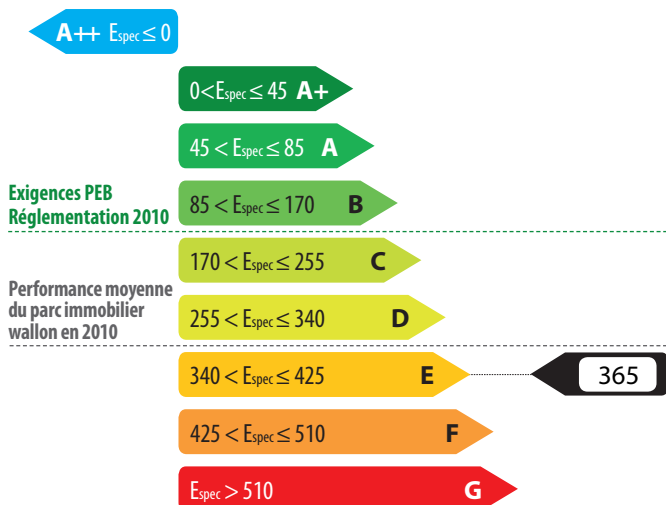 A++ Espec ≤ 0
0<Espec ≤ 45 A+
45 < Espec ≤ 85 A
Exigences PEB
Réglementation 2010
85 < Espec ≤ 170 B
170 < Espec ≤ 255 C
Performance moyenne
du parc immobilier
wallon en 2010
255 < Espec ≤ 340 D
340 < Espec ≤ 425 E
365
425 < Espec ≤ 510 F
Espec > 510 G